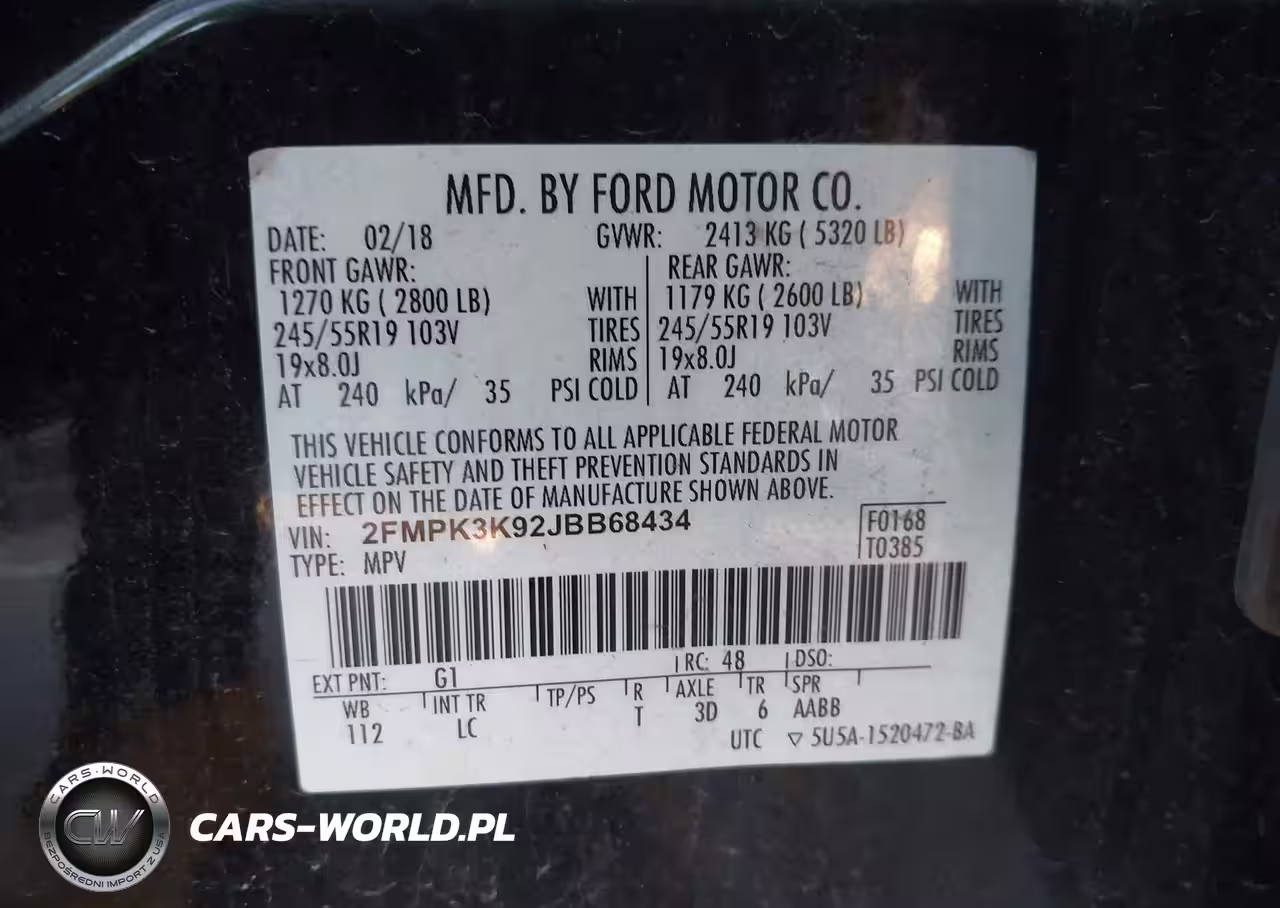 MFD. BY FORD MOTOR CO.
DATE: 02/18 GVWR: 2413 KG ( 5320 LB)
FRONT GAWR: REAR GAWR:
1270 KG ( 2800 LB) WITH 1179 KG ( 2600 LB) WITH
245/55R19 103V TIRES 245/55R19 103V TIRES
19x8.0J RIMS 19x8.0J RIMS
AT 240 kPa/ 35 PSI COLD AT 240 kPa/ 35 PSI COLD
THIS VEHICLE CONFORMS TO ALL APPLICABLE FEDERAL MOTOR
VEHICLE SAFETY AND THEFT PREVENTION STANDARDS IN
EFFECT ON THE DATE OF MANUFACTURE SHOWN ABOVE.
VIN: 2FMPK3K92JBB68434 F0168
TYPE: MPV T0385
EXT PNT: G1 RC: 48 DSO:
WB INT TR TP/PS R AXLE TR SPR
112 LC T 3D 6 AABB
UTC ▽ 5U5A-1520472-BA
CARS-WORLD
CW
BEZPOŚREDNI IMPORT Z USA
CARS-WORLD.PL